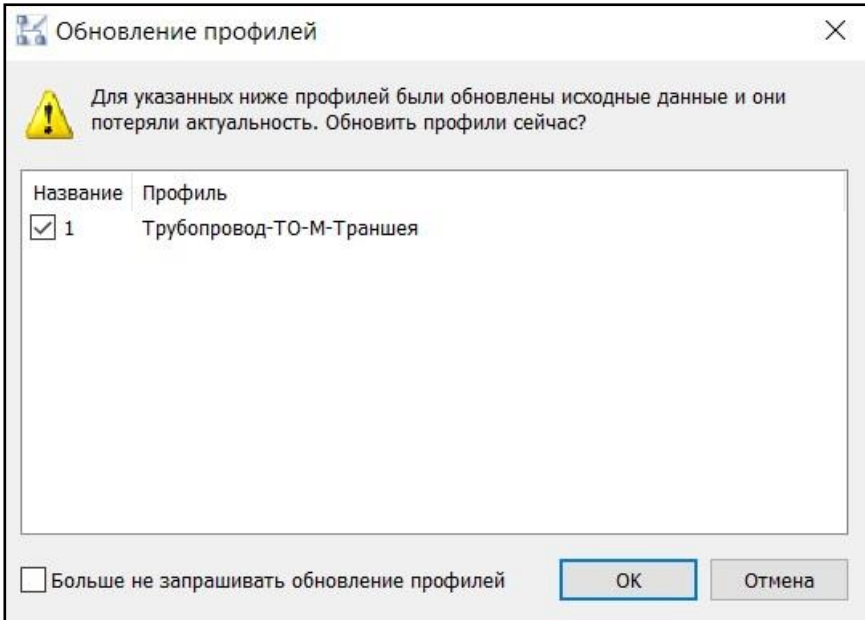 Обновление профилей
Для указанных ниже профилей были обновлены исходные данные и они
потеряли актуальность. Обновить профили сейчас?
Название Профиль
1 Трубопровод-ТО-М-Траншея
Больше не запрашивать обновление профилей
ОК Отмена